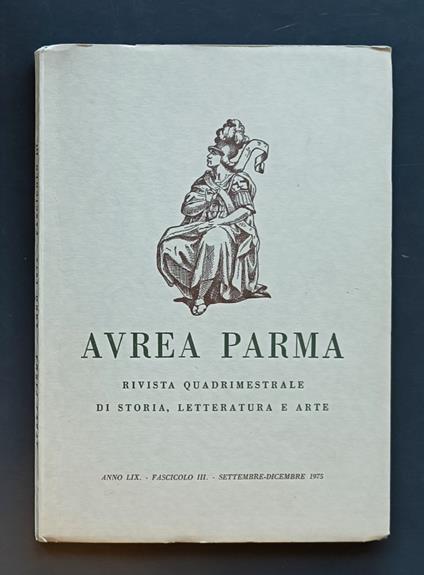 AVREA PARMA
RIVISTA QUADRIMESTRALE
DI STORIA, LETTERATURA E ARTE
ANNO LIX. - FASCICOLO III. - SETTEMBRE-DICEMBRE 1975